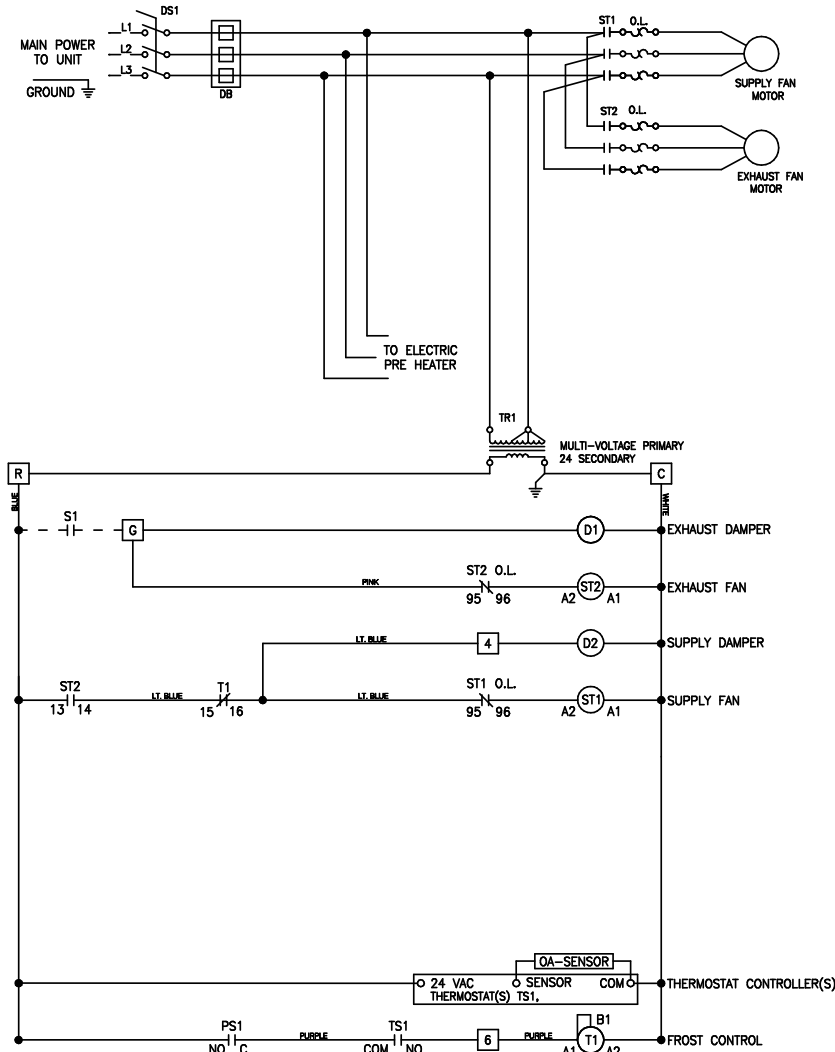 DS1
L1
L2
L3
MAIN POWER
TO UNIT
GROUND
DB
ST1 O.L.
SUPPLY FAN
MOTOR
ST2 O.L.
EXHAUST FAN
MOTOR
TO ELECTRIC
PRE HEATER
TR1
MULTI-VOLTAGE PRIMARY
24 SECONDARY
R
C
BLUE
WHITE
S1
G
D1
EXHAUST DAMPER
PINK
ST2 O.L.
95 96
A2 ST2 A1
EXHAUST FAN
LT. BLUE
4
D2
SUPPLY DAMPER
ST2
13 14
LT. BLUE
T1
15 16
LT. BLUE
ST1 O.L.
95 96
A2 ST1 A1
SUPPLY FAN
OA-SENSOR
24 VAC SENSOR COM
THERMOSTAT(S) TS1,
THERMOSTAT CONTROLLER(S)
PS1
NO C
PURPLE
TS1
COM NO
6
PURPLE
B1
A1 T1 A2
FROST CONTROL